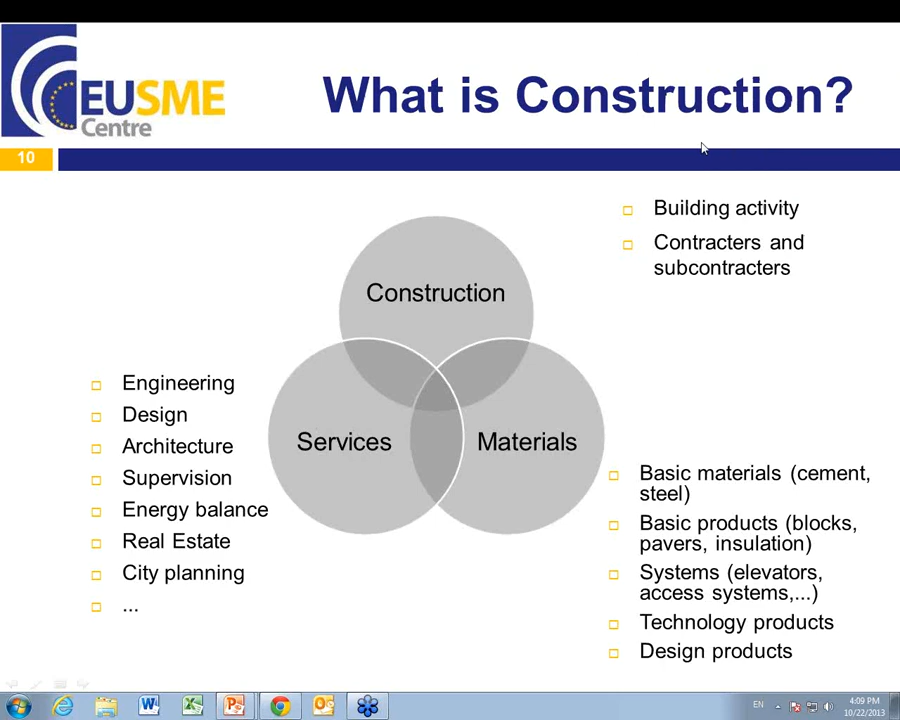 EUSME
Centre
What is Construction?
10
Building activity
Contracters and
subcontracters
Construction
Services
Materials
Engineering
Design
Architecture
Supervision
Energy balance
Real Estate
City planning
...
Basic materials (cement,
steel)
Basic products (blocks,
pavers, insulation)
Systems (elevators,
access systems,...)
Technology products
Design products
EN
4:09 PM
10/22/2013